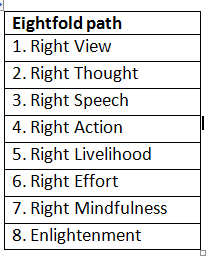 Eightfold path
1. Right View
2. Right Thought
3. Right Speech
4. Right Action
5. Right Livelihood
6. Right Effort
7. Right Mindfulness
8. Enlightenment